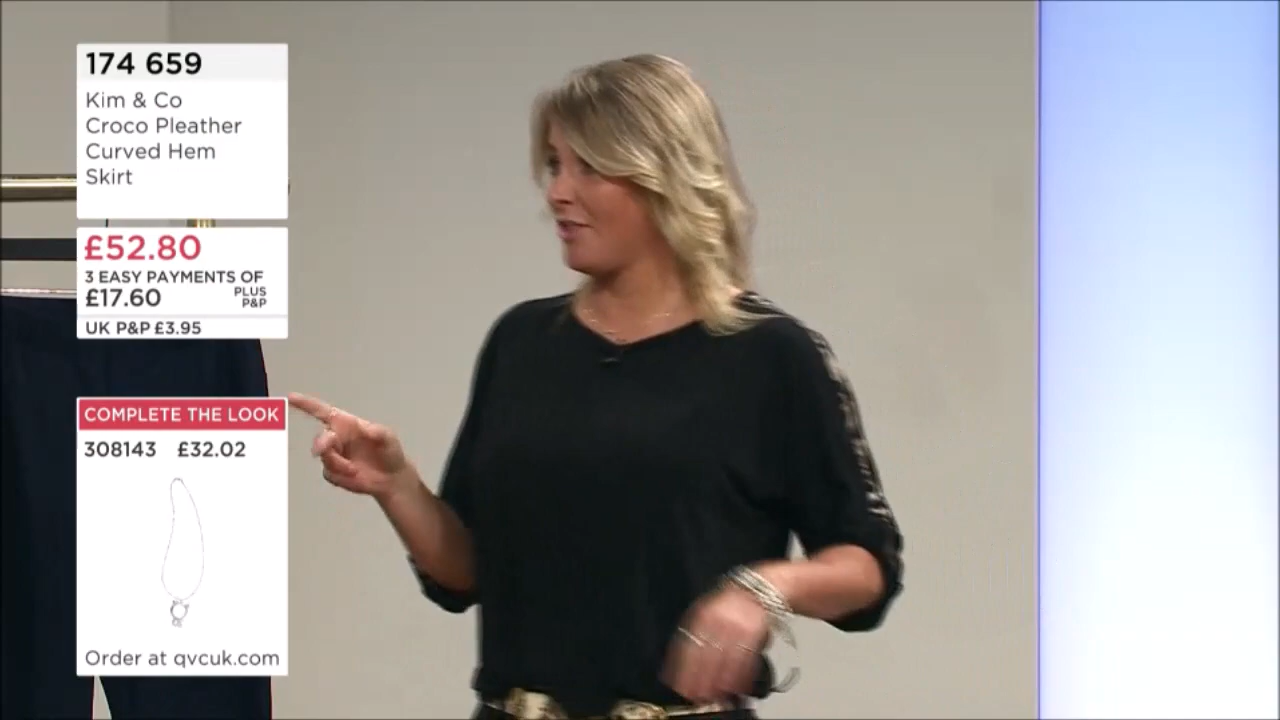 174 659
Kim & Co
Croco Pleather
Curved Hem
Skirt
£52.80
3 EASY PAYMENTS OF
£17.60 PLUS P&P
UK P&P £3.95
COMPLETE THE LOOK
308143 £32.02
Order at qvcuk.com